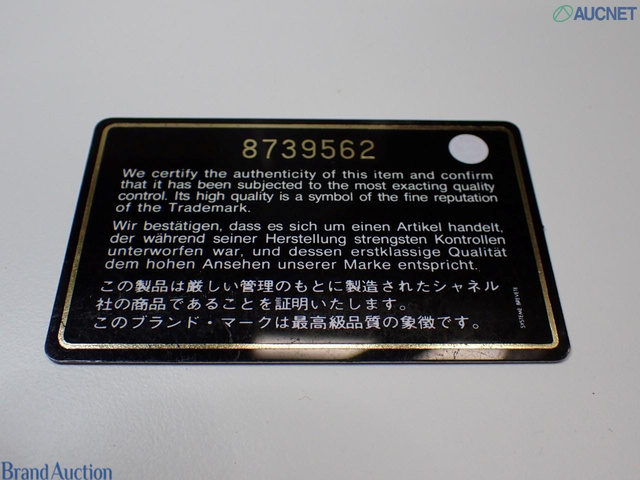 AUCNET
8739562
We certify the authenticity of this item and confirm
that it has been subjected to the most exacting quality
control. Its high quality is a symbol of the fine reputation
of the Trademark.
Wir bestätigen, dass es sich um einen Artikel handelt,
der während seiner Herstellung strengsten Kontrollen
unterworfen war, und dessen erstklassige Qualität
dem hohen Ansehen unserer Marke entspricht.
この製品は厳しい管理のもとに製造されたシャネル
社の商品であることを証明いたします。
このブランド・マークは最高級品質の象徴です。
SYSTEME BREVETE
Brand Auction